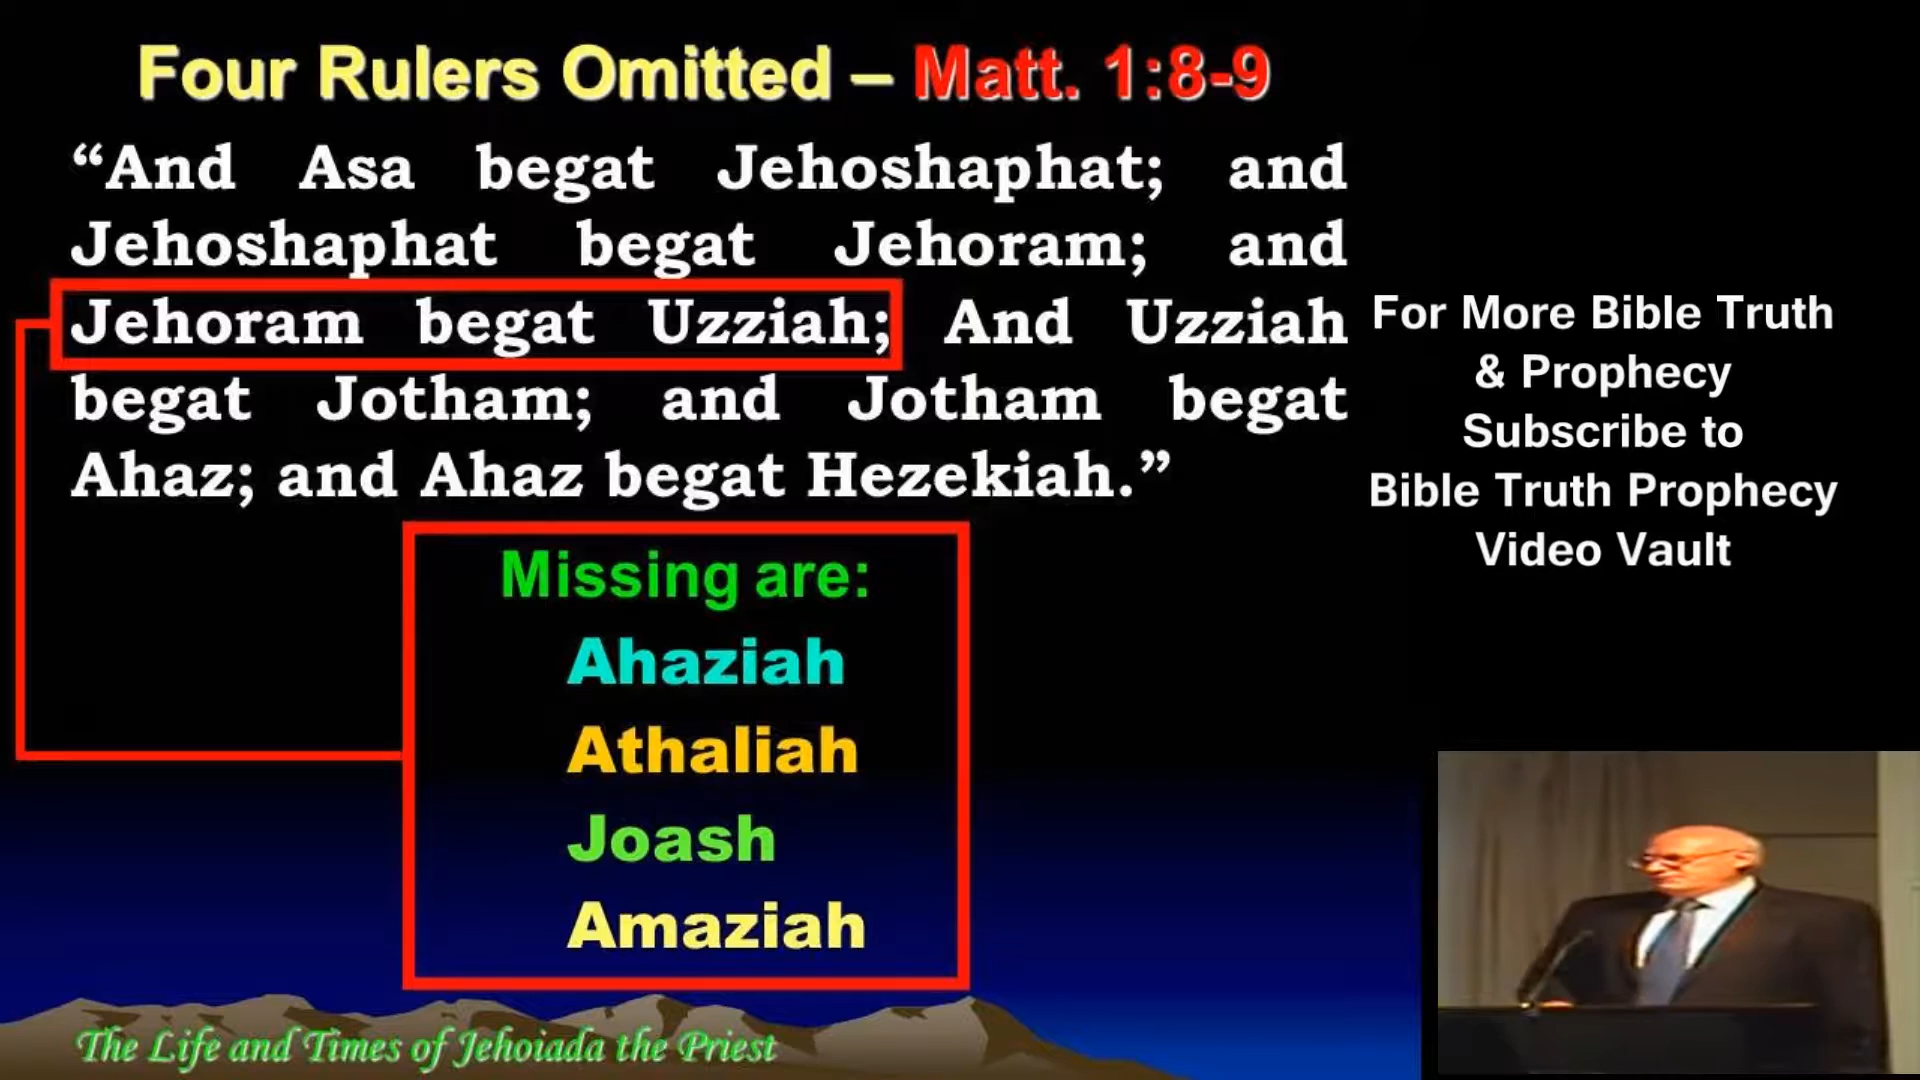 Four Rulers Omitted – Matt. 1:8-9
“And Asa begat Jehoshaphat; and
Jehoshaphat begat Jehoram; and
Jehoram begat Uzziah; And Uzziah
begat Jotham; and Jotham begat
Ahaz; and Ahaz begat Hezekiah.”
Missing are:
Ahaziah
Athaliah
Joash
Amaziah
The Life and Times of Jehoiada the Priest
For More Bible Truth
& Prophecy
Subscribe to
Bible Truth Prophecy
Video Vault